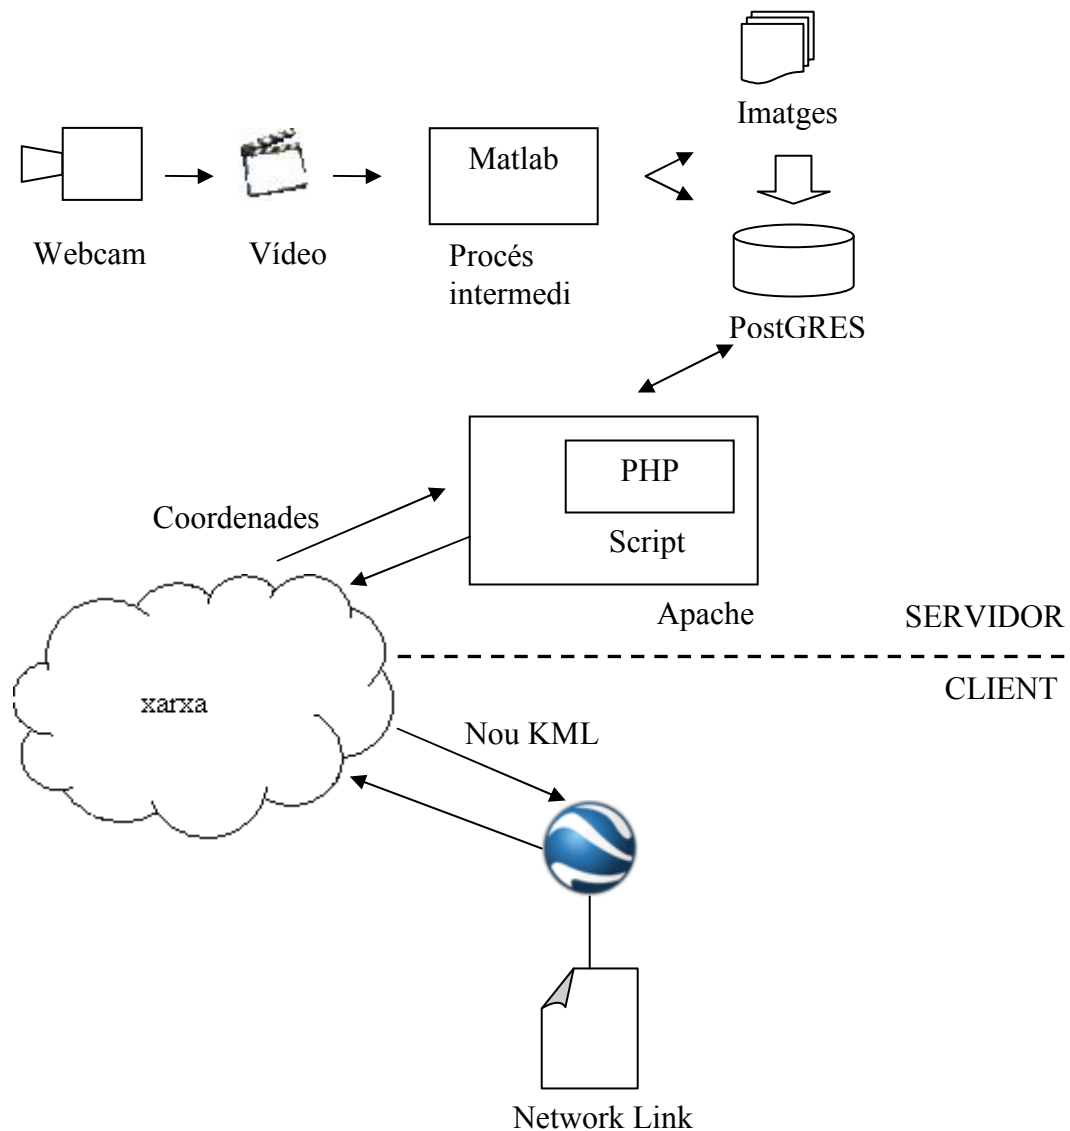 Imatges
Matlab
Webcam
Vídeo
Procés
intermedi
PostGRES
PHP
Script
Coordenades
Apache
SERVIDOR
CLIENT
xarxa
Nou KML
Network Link